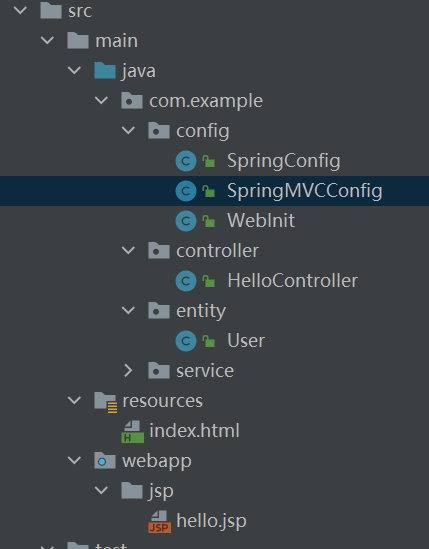 src
main
java
com.example
config
SpringConfig
SpringMVCConfig
WebInit
controller
HelloController
entity
User
service
resources
index.html
webapp
jsp
hello.jsp
test